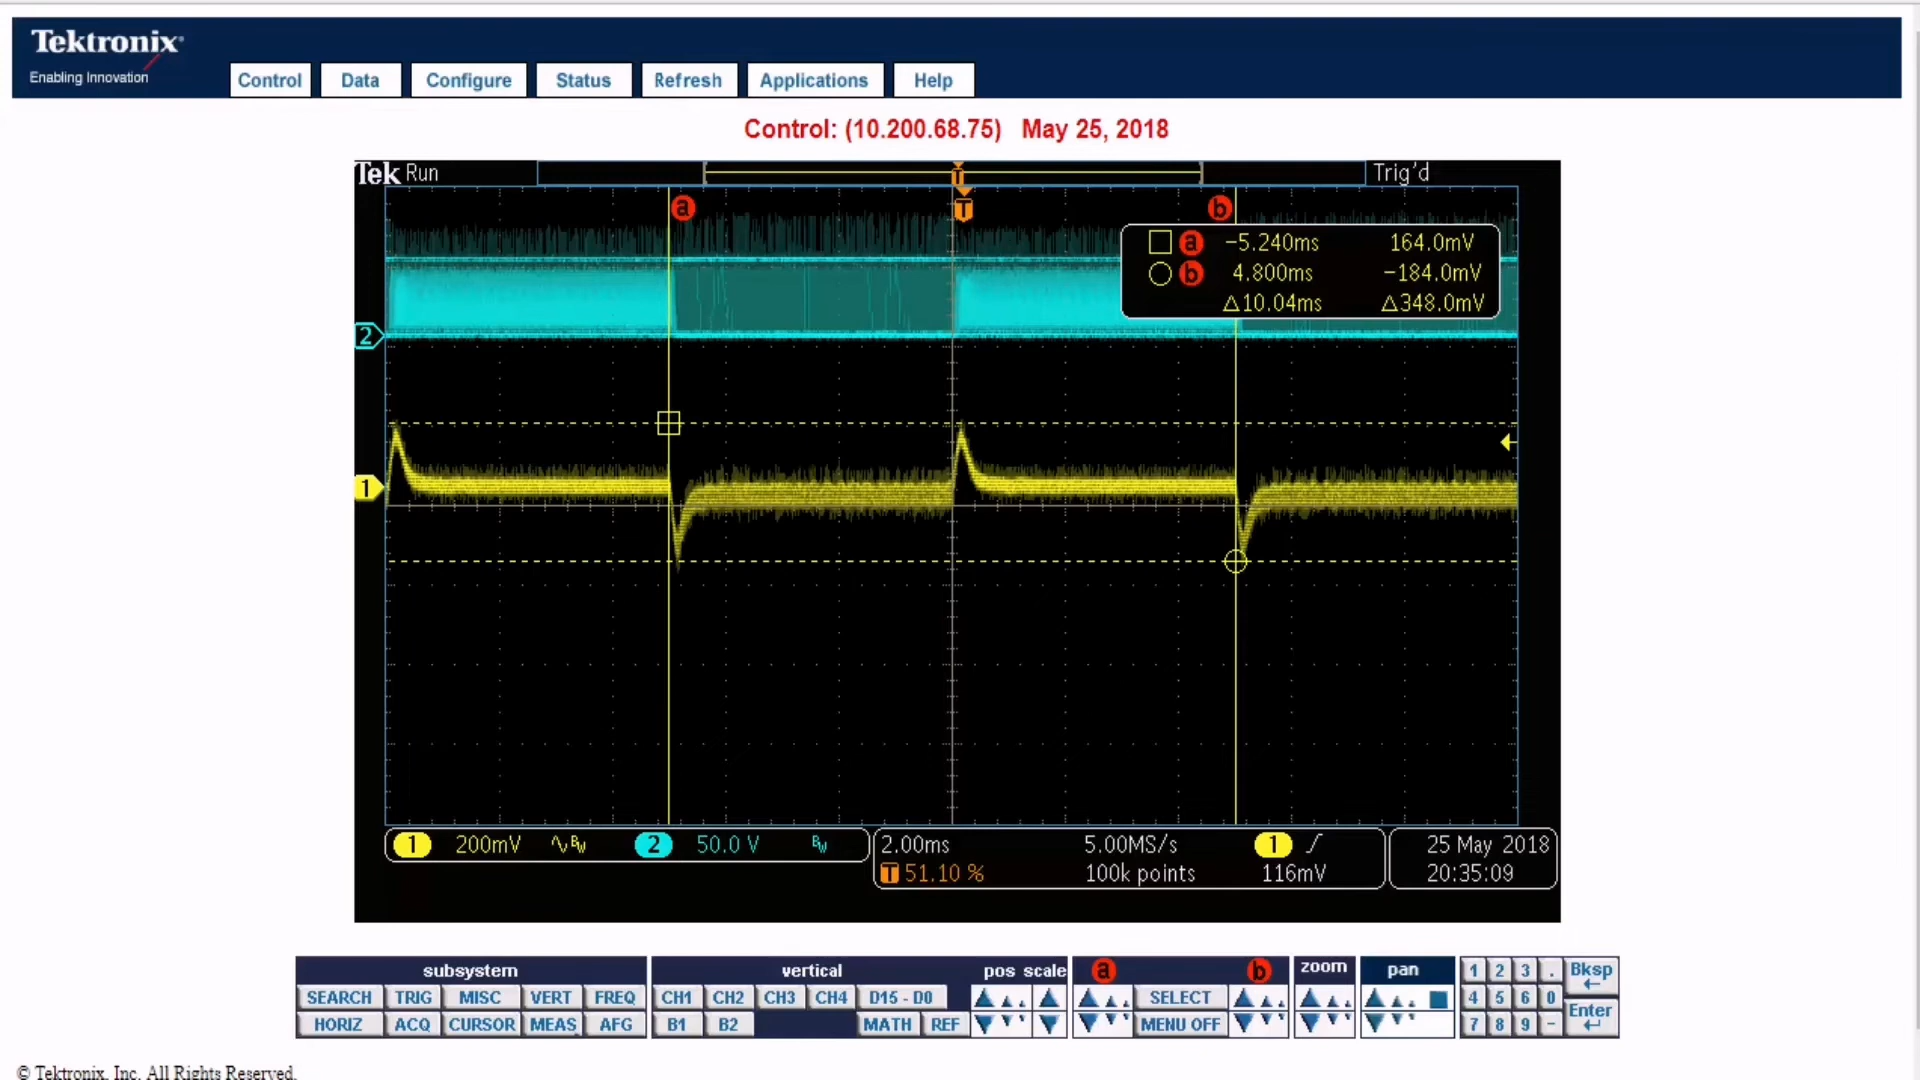 Tektronix
Enabling Innovation
Control Data Configure Status Refresh Applications Help
Control: (10.200.68.75) May 25, 2018
Tek Run T Trig'd
a T b
a −5.240ms 164.0mV
b 4.800ms −184.0mV
△10.04ms △348.0mV
2
1
1 200mV BW 2 50.0 V BW
2.00ms 5.00MS/s 1
T 51.10 % 100k points 116mV
25 May 2018
20:35:09
subsystem
SEARCH TRIG MISC VERT FREQ
HORIZ ACQ CURSOR MEAS AFG
vertical pos scale
CH1 CH2 CH3 CH4 D15 - D0
B1 B2 MATH REF
a b
SELECT
MENU OFF
zoom
pan
1 2 3 . Bksp
4 5 6 0
7 8 9 − Enter
© Tektronix, Inc. All Rights Reserved.